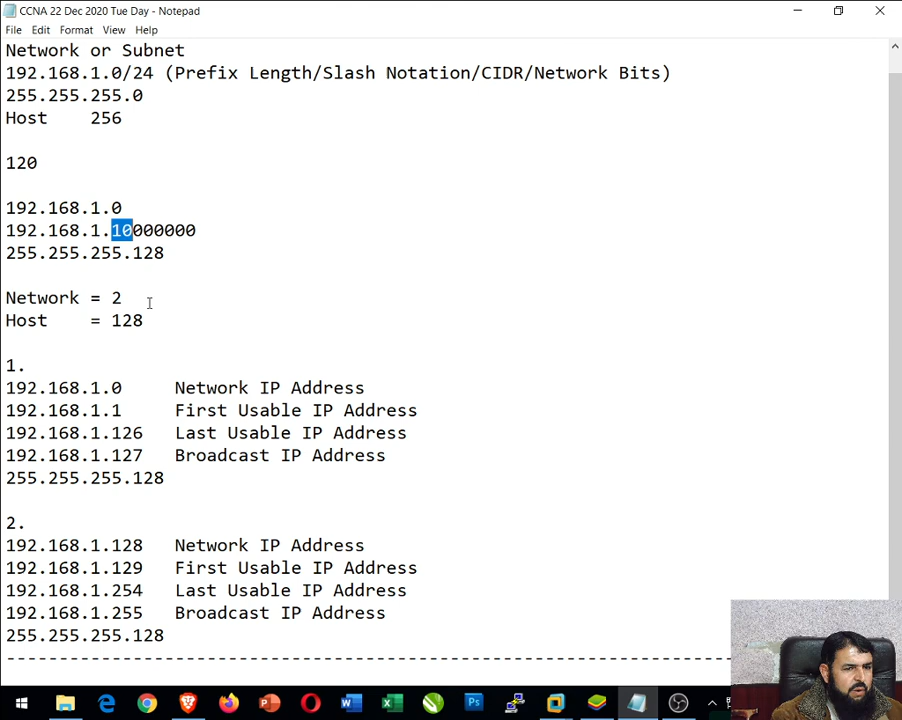 CCNA 22 Dec 2020 Tue Day - Notepad
File Edit Format View Help
Network or Subnet
192.168.1.0/24 (Prefix Length/Slash Notation/CIDR/Network Bits)
255.255.255.0
Host 256
120
192.168.1.0
192.168.1.10000000
255.255.255.128
Network = 2
Host = 128
1.
192.168.1.0 Network IP Address
192.168.1.1 First Usable IP Address
192.168.1.126 Last Usable IP Address
192.168.1.127 Broadcast IP Address
255.255.255.128
2.
192.168.1.128 Network IP Address
192.168.1.129 First Usable IP Address
192.168.1.254 Last Usable IP Address
192.168.1.255 Broadcast IP Address
255.255.255.128
---------------------------------------------------------------------